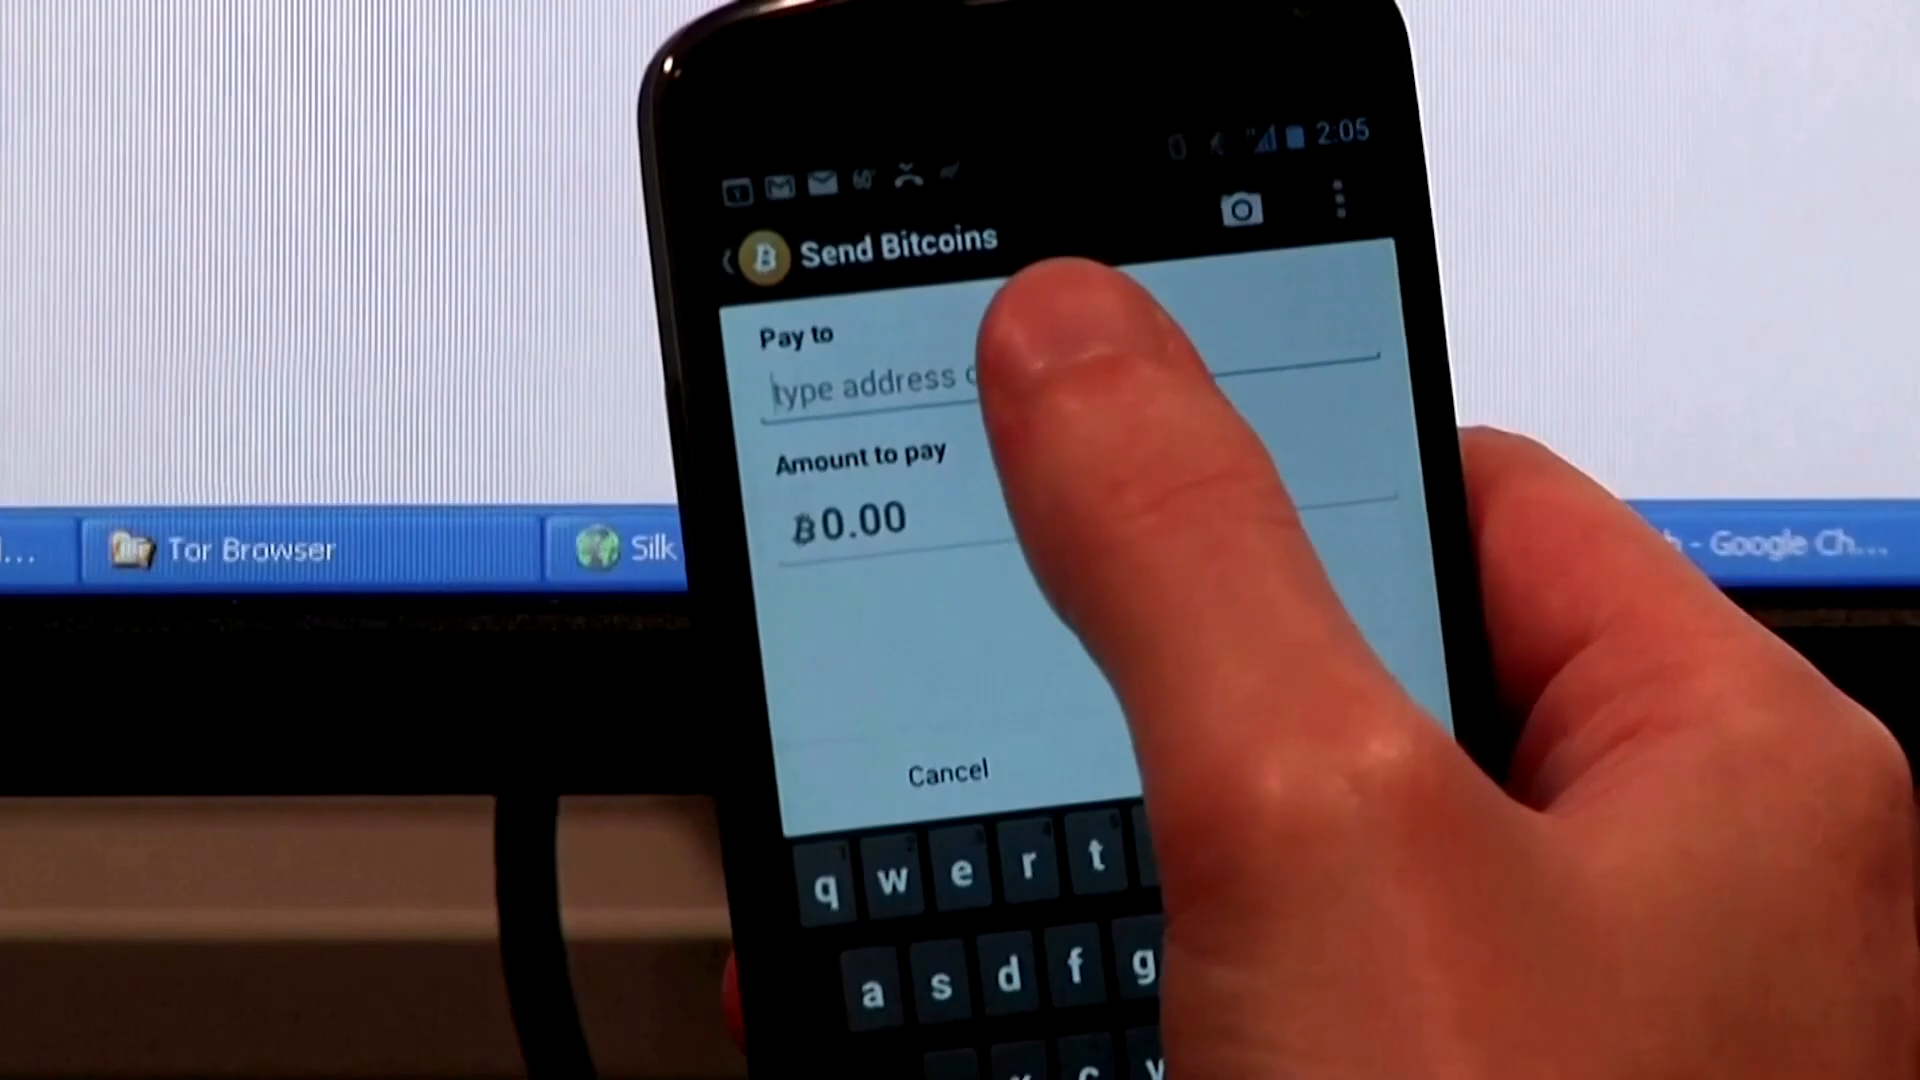 2:05
60°
Send Bitcoins
Pay to
type address
Amount to pay
฿0.00
... Tor Browser Silk - Google Ch...
Cancel
q w e r t
a s d f g
c v